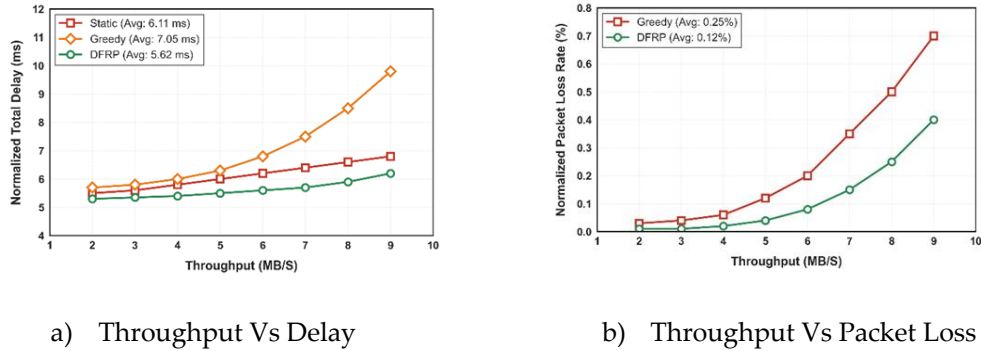 12
11
10
9
8
7
6
5
4
Normalized Total Delay (ms)
Static (Avg: 6.11 ms)
Greedy (Avg: 7.05 ms)
DFRP (Avg: 5.62 ms)
1 2 3 4 5 6 7 8 9 10
Throughput (MB/S)
a) Throughput Vs Delay
0.8
0.7
0.6
0.5
0.4
0.3
0.2
0.1
0.0
Normalized Packet Loss Rate (%)
Greedy (Avg: 0.25%)
DFRP (Avg: 0.12%)
1 2 3 4 5 6 7 8 9 10
Throughput (MB/S)
b) Throughput Vs Packet Loss